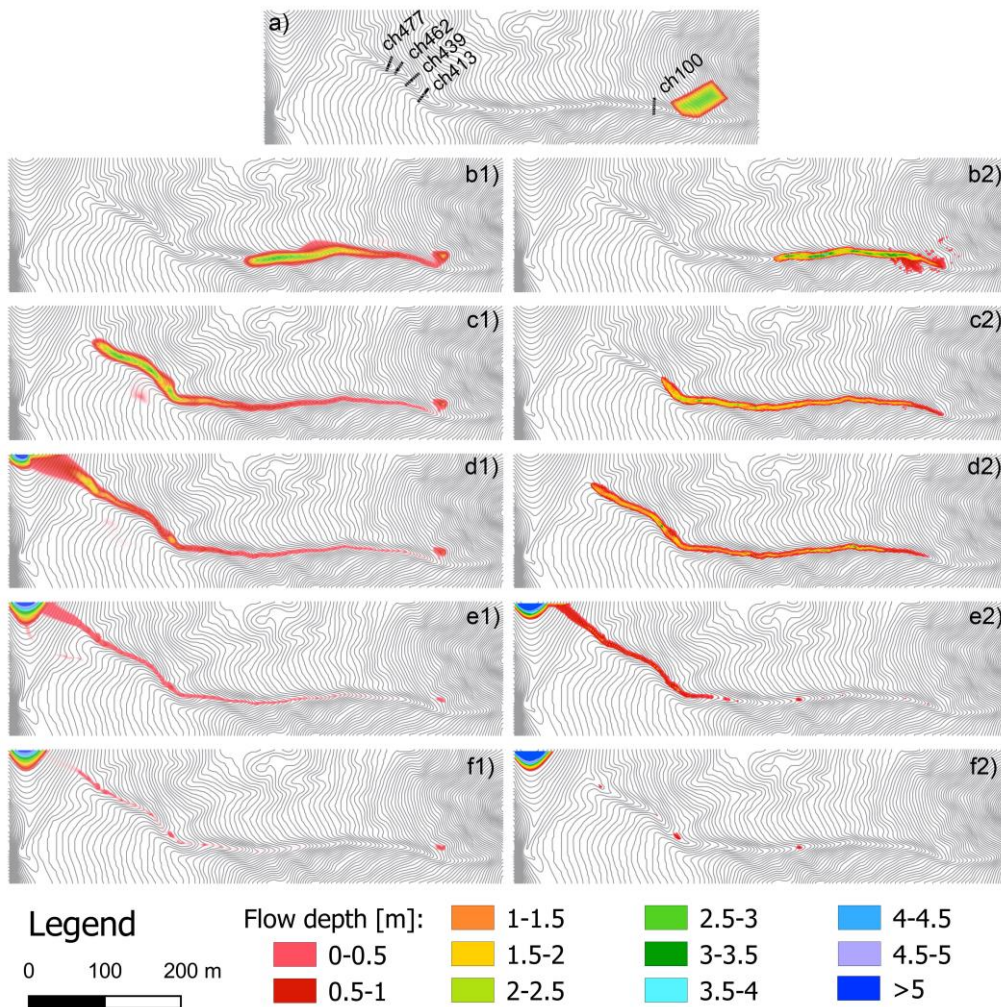 a)
ch477
ch462
ch439
ch413
ch100
b1)
b2)
c1)
c2)
d1)
d2)
e1)
e2)
f1)
f2)
Legend
Flow depth [m]:
0 100 200 m
0-0.5
0.5-1
1-1.5
1.5-2
2-2.5
2.5-3
3-3.5
3.5-4
4-4.5
4.5-5
>5